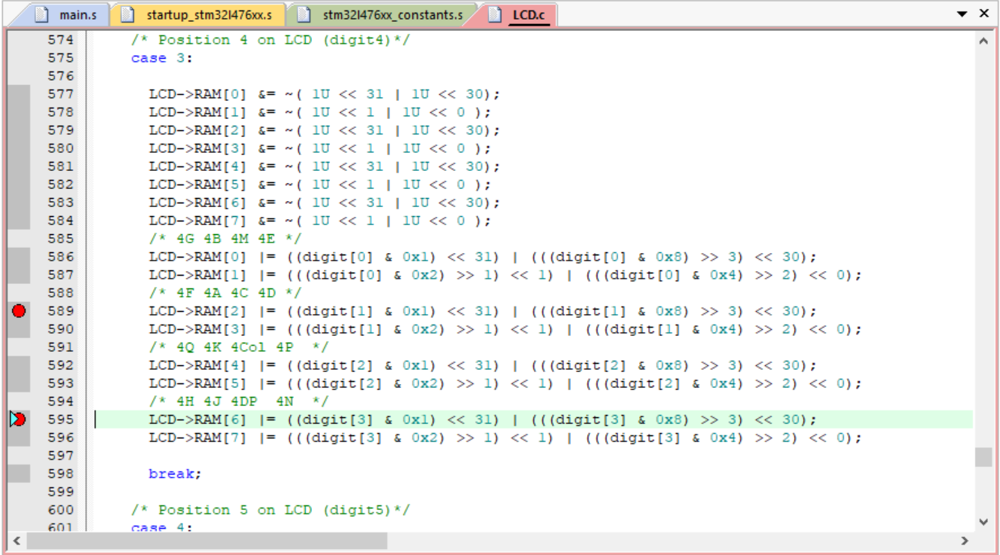 main.s startup_stm32l476xx.s stm32l476xx_constants.s LCD.c
574 /* Position 4 on LCD (digit4)*/
575 case 3:
576
577 LCD->RAM[0] &= ~( 1U << 31 | 1U << 30);
578 LCD->RAM[1] &= ~( 1U << 1 | 1U << 0 );
579 LCD->RAM[2] &= ~( 1U << 31 | 1U << 30);
580 LCD->RAM[3] &= ~( 1U << 1 | 1U << 0 );
581 LCD->RAM[4] &= ~( 1U << 31 | 1U << 30);
582 LCD->RAM[5] &= ~( 1U << 1 | 1U << 0 );
583 LCD->RAM[6] &= ~( 1U << 31 | 1U << 30);
584 LCD->RAM[7] &= ~( 1U << 1 | 1U << 0 );
585 /* 4G 4B 4M 4E */
586 LCD->RAM[0] |= ((digit[0] & 0x1) << 31) | (((digit[0] & 0x8) >> 3) << 30);
587 LCD->RAM[1] |= (((digit[0] & 0x2) >> 1) << 1) | (((digit[0] & 0x4) >> 2) << 0);
588 /* 4F 4A 4C 4D */
589 LCD->RAM[2] |= ((digit[1] & 0x1) << 31) | (((digit[1] & 0x8) >> 3) << 30);
590 LCD->RAM[3] |= (((digit[1] & 0x2) >> 1) << 1) | (((digit[1] & 0x4) >> 2) << 0);
591 /* 4Q 4K 4Col 4P  */
592 LCD->RAM[4] |= ((digit[2] & 0x1) << 31) | (((digit[2] & 0x8) >> 3) << 30);
593 LCD->RAM[5] |= (((digit[2] & 0x2) >> 1) << 1) | (((digit[2] & 0x4) >> 2) << 0);
594 /* 4H 4J 4DP  4N  */
595 LCD->RAM[6] |= ((digit[3] & 0x1) << 31) | (((digit[3] & 0x8) >> 3) << 30);
596 LCD->RAM[7] |= (((digit[3] & 0x2) >> 1) << 1) | (((digit[3] & 0x4) >> 2) << 0);
597
598 break;
599
600 /* Position 5 on LCD (digit5)*/
601 case 4: